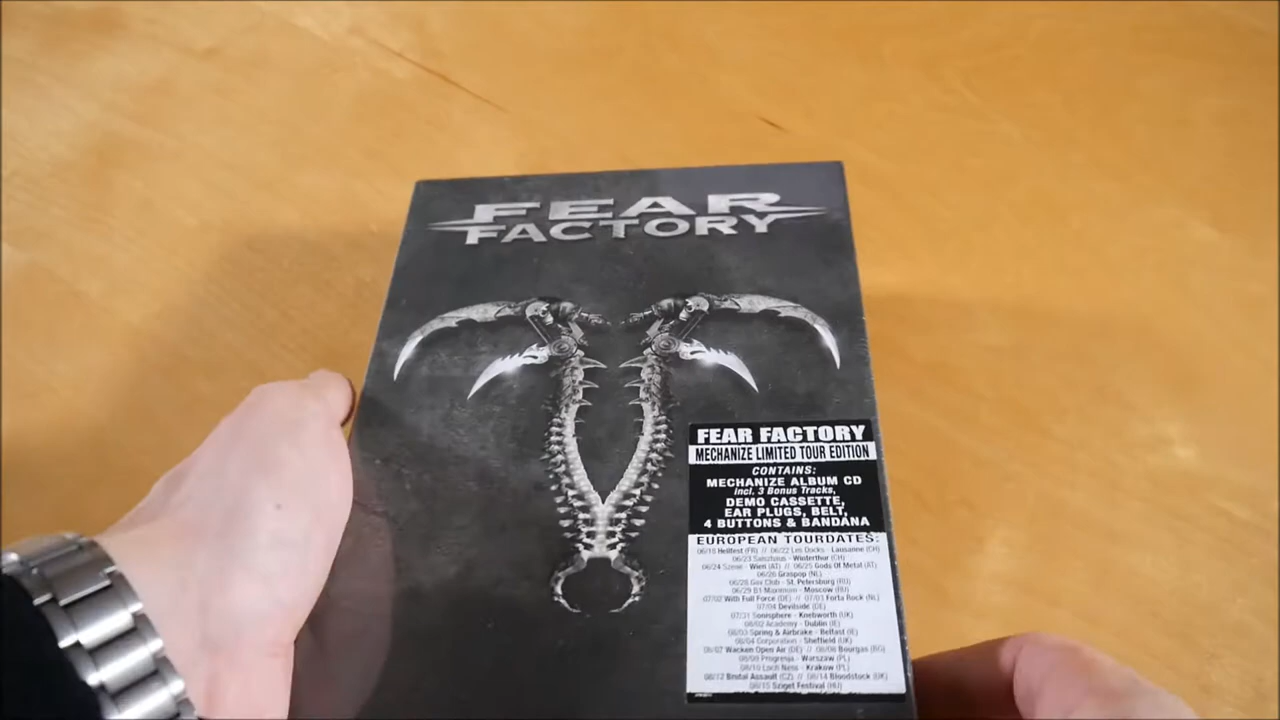 FEAR
FACTORY
FEAR FACTORY
MECHANIZE LIMITED TOUR EDITION
CONTAINS:
MECHANIZE ALBUM CD
incl. 3 Bonus Tracks,
DEMO CASSETTE,
EAR PLUGS, BELT,
4 BUTTONS & BANDANA
EUROPEAN TOURDATES:
06/18 Hellfest (FR) // 06/22 Les Docks - Lausanne (CH)
06/23 Salzhaus - Winterthur (CH)
06/24 Szene - Wien (AT) // 06/25 Gods Of Metal (AT)
06/26 Graspop (NL)
06/28 Gav Club - St. Petersburg (RU)
06/29 B1 Maximum - Moscow (RU)
07/02 With Full Force (DE) // 07/03 Forta Rock (NL)
07/04 Devilside (DE)
07/31 Sonisphere - Knebworth (UK)
08/02 Academy - Dublin (IE)
08/03 Spring & Airbrake - Belfast (IE)
08/04 Corporation - Sheffield (UK)
08/07 Wacken Open Air (DE) // 08/08 Bourgas (BG)
08/09 Progresja - Warszaw (PL)
08/10 Loch Ness - Krakow (PL)
08/12 Brutal Assault (CZ) // 08/14 Bloodstock (UK)
08/15 Sziget Festival (HU)